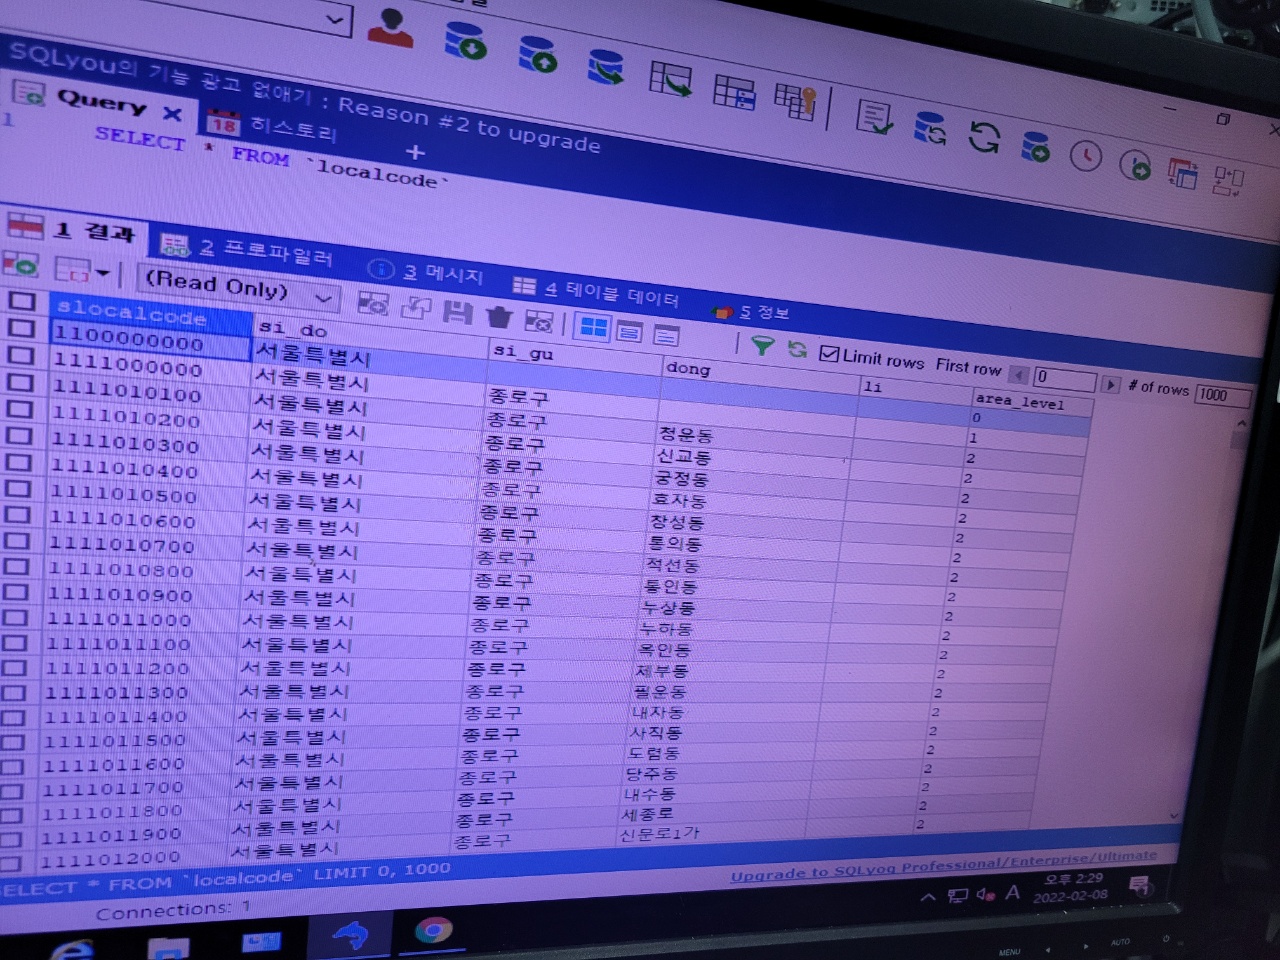 SQLyou의 기능 광고 없애기 : Reason #2 to upgrade
Query 18 히스토리 +
1 SELECT * FROM `localcode`
1 결과 2 프로파일러 3 메시지 4 테이블 데이터 5 정보
(Read Only) Limit rows First row 0 # of rows 1000
slocalcode si_do si_gu dong li area_level
1100000000 서울특별시 0
1111000000 서울특별시 종로구 1
1111010100 서울특별시 종로구 청운동 2
1111010200 서울특별시 종로구 신교동 2
1111010300 서울특별시 종로구 궁정동 2
1111010400 서울특별시 종로구 효자동 2
1111010500 서울특별시 종로구 창성동 2
1111010600 서울특별시 종로구 통의동 2
1111010700 서울특별시 종로구 적선동 2
1111010800 서울특별시 종로구 통인동 2
1111010900 서울특별시 종로구 누상동 2
1111011000 서울특별시 종로구 누하동 2
1111011100 서울특별시 종로구 옥인동 2
1111011200 서울특별시 종로구 체부동 2
1111011300 서울특별시 종로구 필운동 2
1111011400 서울특별시 종로구 내자동 2
1111011500 서울특별시 종로구 사직동 2
1111011600 서울특별시 종로구 도렴동 2
1111011700 서울특별시 종로구 당주동 2
1111011800 서울특별시 종로구 내수동 2
1111011900 서울특별시 종로구 세종로 2
1111012000 서울특별시 종로구 신문로1가 2
SELECT * FROM `localcode` LIMIT 0, 1000
Upgrade to SQLyog Professional/Enterprise/Ultimate
Connections: 1
A 오후 2:29
2022-02-08
1
MENU AUTO